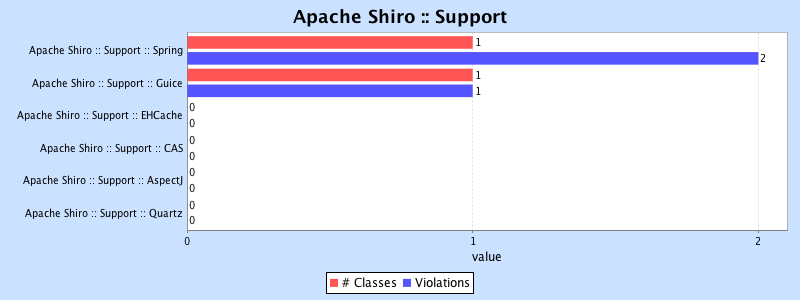 Apache Shiro :: Support
Apache Shiro :: Support :: Spring
1
2
Apache Shiro :: Support :: Guice
1
1
Apache Shiro :: Support :: EHCache
0
0
Apache Shiro :: Support :: CAS
0
0
Apache Shiro :: Support :: AspectJ
0
0
Apache Shiro :: Support :: Quartz
0
0
0 1 2
value
# Classes Violations